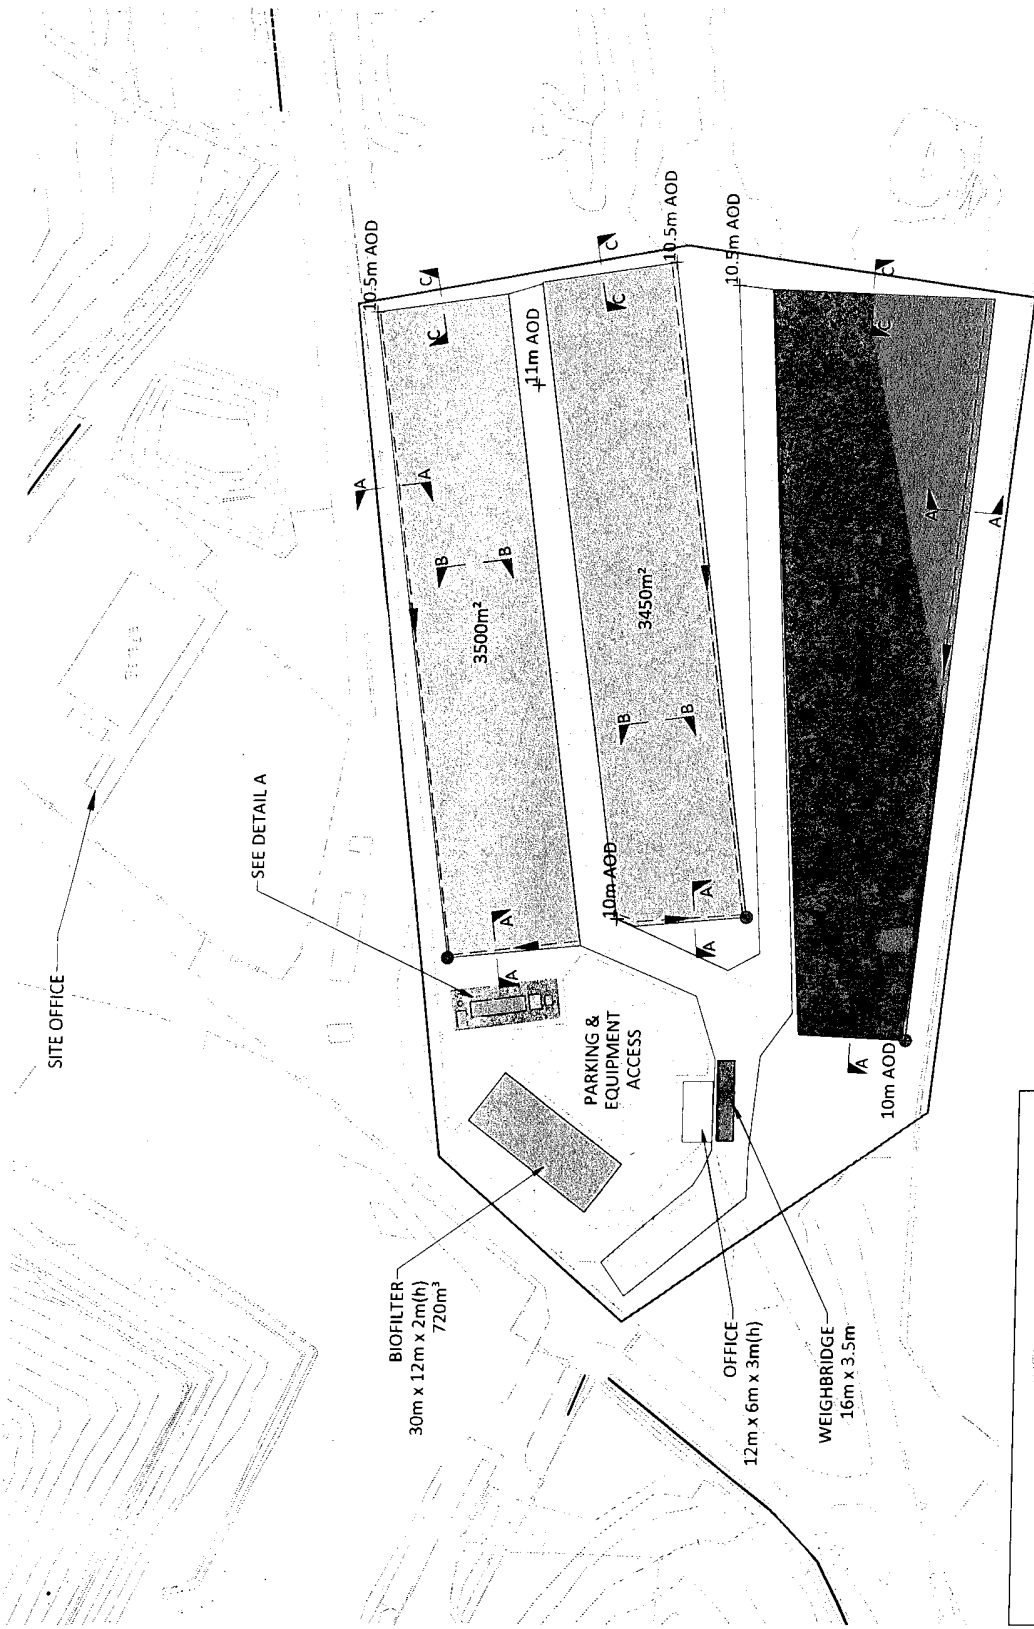 SITE OFFICE
SEE DETAIL A
BIOFILTER
30m x 12m x 2m(h)
720m³
PARKING &
EQUIPMENT
ACCESS
OFFICE
12m x 6m x 3m(h)
WEIGHBRIDGE
16m x 3.5m
3500m²
3450m²
10.5m AOD
11m AOD
10.5m AOD
10.5m AOD
10m AOD
10m AOD
A
A
B
B
C
C
A
A
B
B
C
C
A
A
A
A
C
C
A